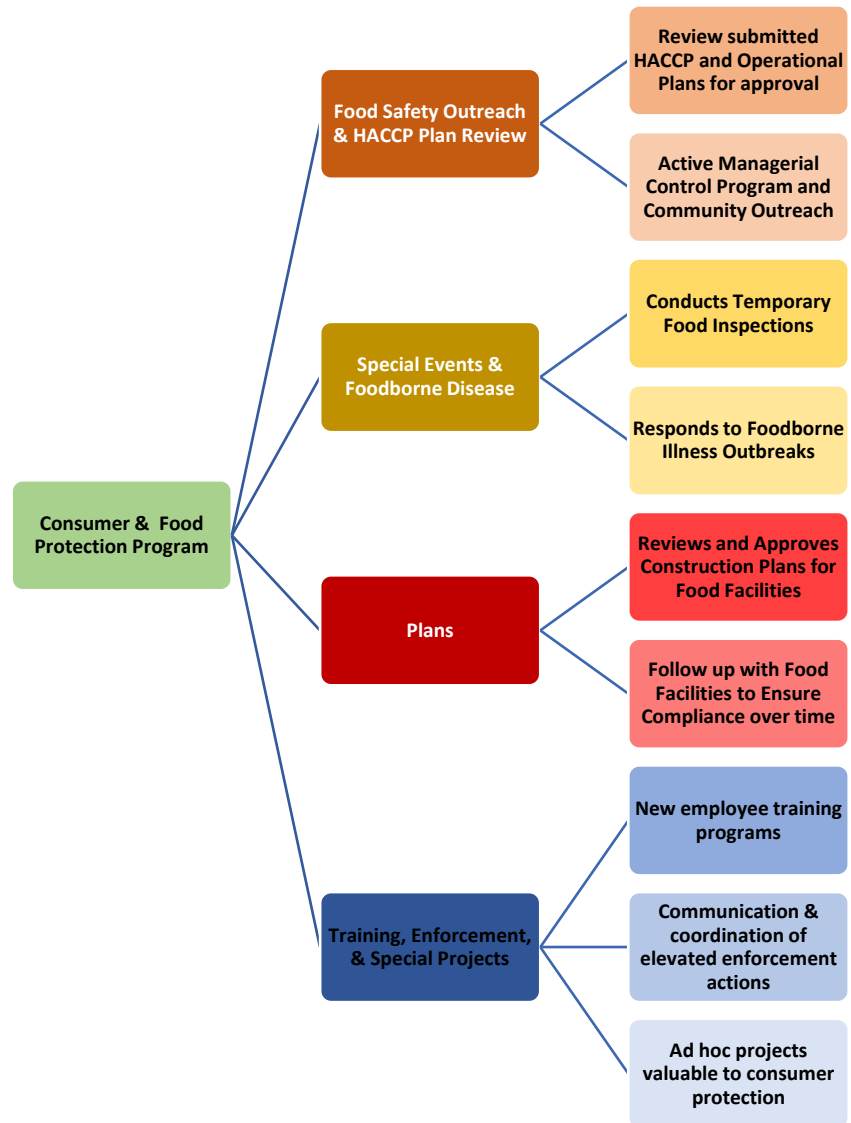 Consumer & Food
Protection Program
Food Safety Outreach
& HACCP Plan Review
Review submitted
HACCP and Operational
Plans for approval
Active Managerial
Control Program and
Community Outreach
Special Events &
Foodborne Disease
Conducts Temporary
Food Inspections
Responds to Foodborne
Illness Outbreaks
Plans
Reviews and Approves
Construction Plans for
Food Facilities
Follow up with Food
Facilities to Ensure
Compliance over time
Training, Enforcement,
& Special Projects
New employee training
programs
Communication &
coordination of
elevated enforcement
actions
Ad hoc projects
valuable to consumer
protection